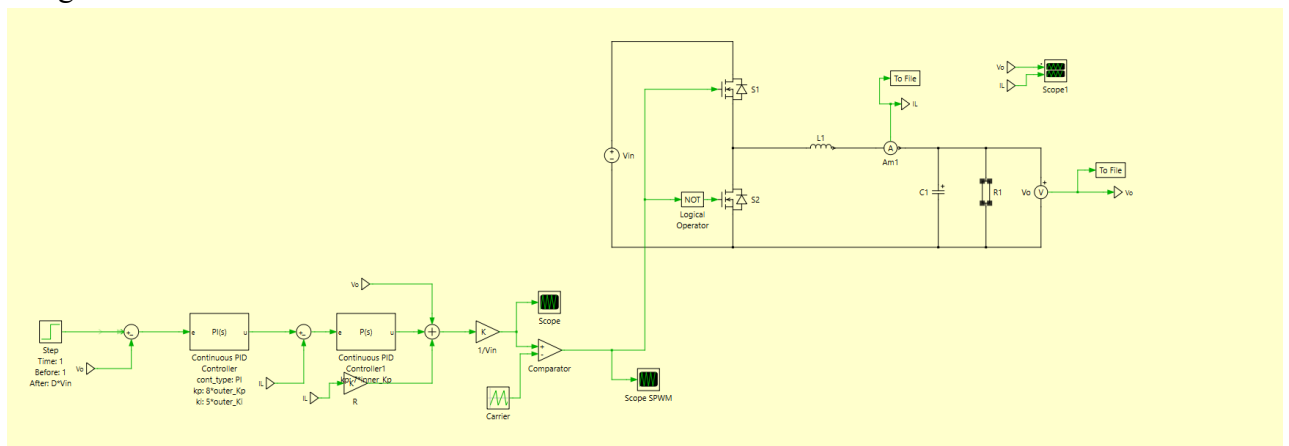 To File
Vo
IL
Scope1
S1
IL
L1
A
Am1
Vin
To File
C1
R1
Vo
V
Vo
NOT
S2
Logical
Operator
Vo
Scope
PI(s)
e
u
P(s)
e
u
K
1/Vin
Step
Time: 1
Before: 1
After: D*Vin
Vo
Continuous PID
Controller
cont_type: PI
kp: 8*outer_Kp
ki: 5*outer_Ki
IL
Continuous PID
Controller1
IL
K
R
Comparator
Carrier
Scope SPWM